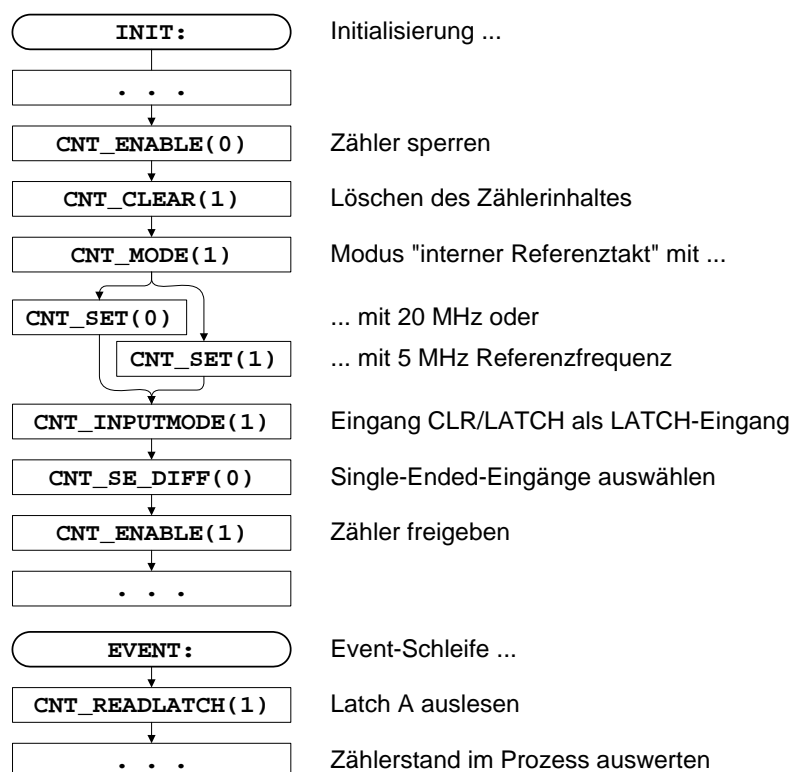 INIT: Initialisierung ...
. . .
CNT_ENABLE(0) Zähler sperren
CNT_CLEAR(1) Löschen des Zählerinhaltes
CNT_MODE(1) Modus "interner Referenztakt" mit ...
CNT_SET(0) ... mit 20 MHz oder
CNT_SET(1) ... mit 5 MHz Referenzfrequenz
CNT_INPUTMODE(1) Eingang CLR/LATCH als LATCH-Eingang
CNT_SE_DIFF(0) Single-Ended-Eingänge auswählen
CNT_ENABLE(1) Zähler freigeben
. . .
EVENT: Event-Schleife ...
CNT_READLATCH(1) Latch A auslesen
. . . Zählerstand im Prozess auswerten